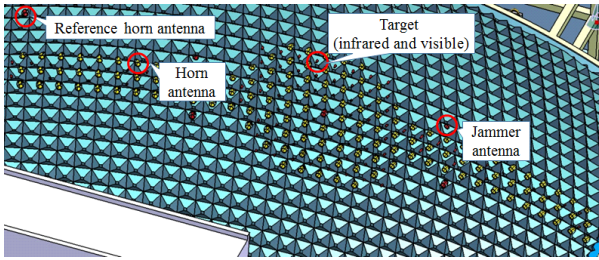 Reference horn antenna
Target
(infrared and visible)
Horn
antenna
Jammer
antenna